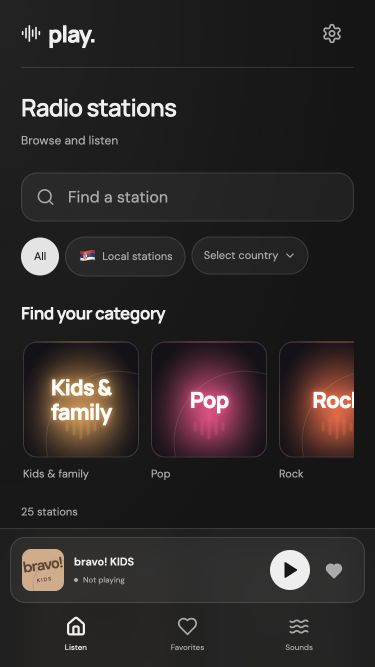 play.
Radio stations
Browse and listen
Find a station
All
Local stations
Select country
Find your category
Kids &
family
Pop
Kids & family
Pop
Rock
25 stations
bravo!
KIDS
bravo! KIDS
Not playing
Listen
Favorites
Sounds